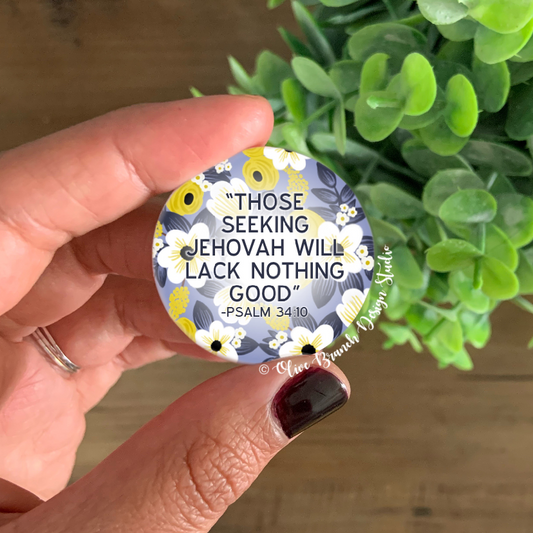 “THOSE
SEEKING
JEHOVAH WILL
LACK NOTHING
GOOD”
-PSALM 34:10
© Olive Branch Design Studio